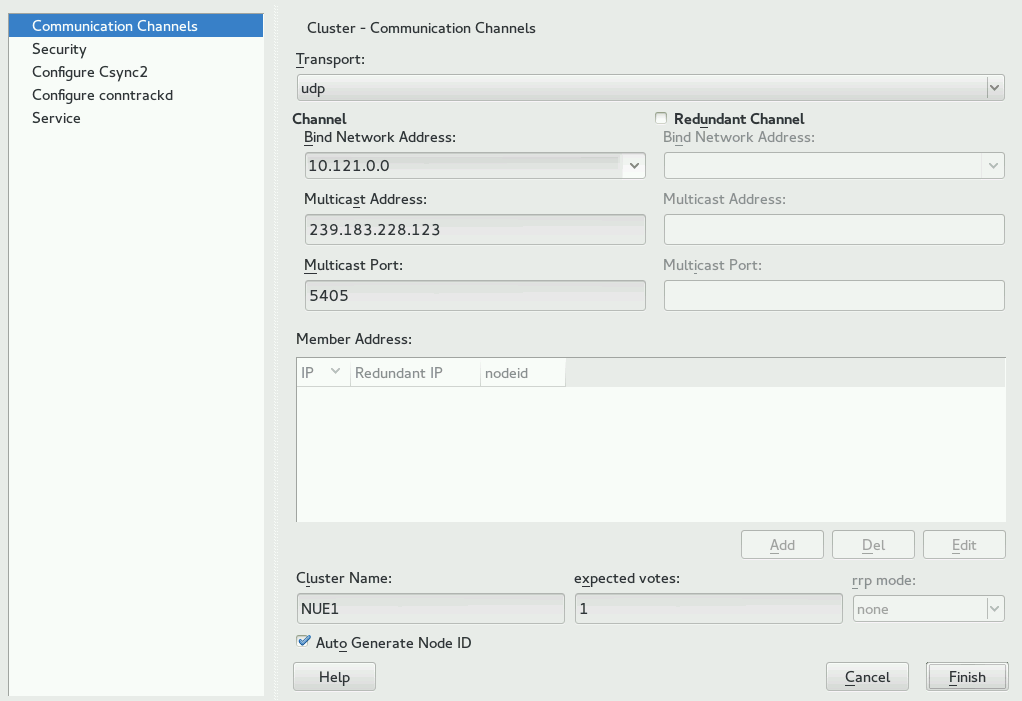 Communication Channels
Security
Configure Csync2
Configure conntrackd
Service
Cluster - Communication Channels
Transport:
udp
Channel
Bind Network Address:
10.121.0.0
Multicast Address:
239.183.228.123
Multicast Port:
5405
Redundant Channel
Bind Network Address:
Multicast Address:
Multicast Port:
Member Address:
IP Redundant IP nodeid
Add Del Edit
Cluster Name: expected votes: rrp mode:
NUE1 1 none
Auto Generate Node ID
Help Cancel Finish